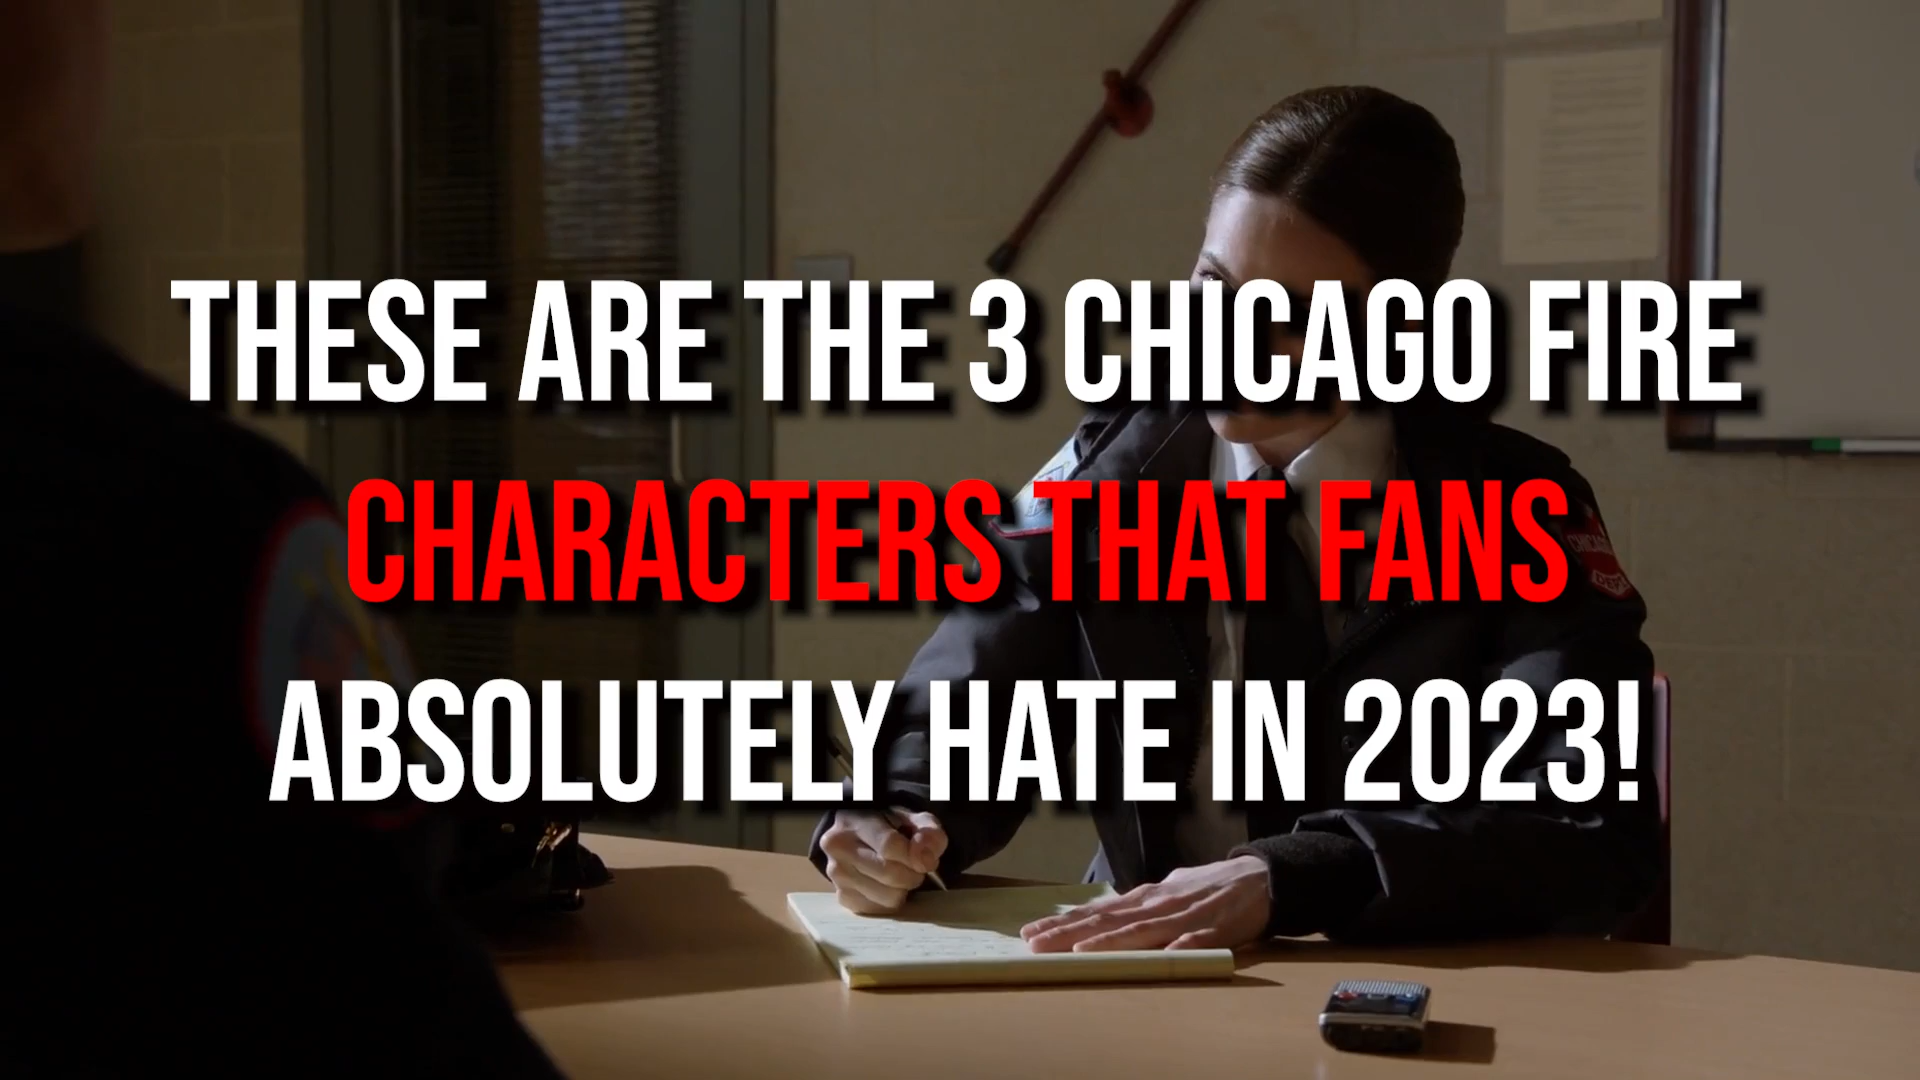 THESE ARE THE 3 CHICAGO FIRE
CHARACTERS THAT FANS
ABSOLUTELY HATE IN 2023!